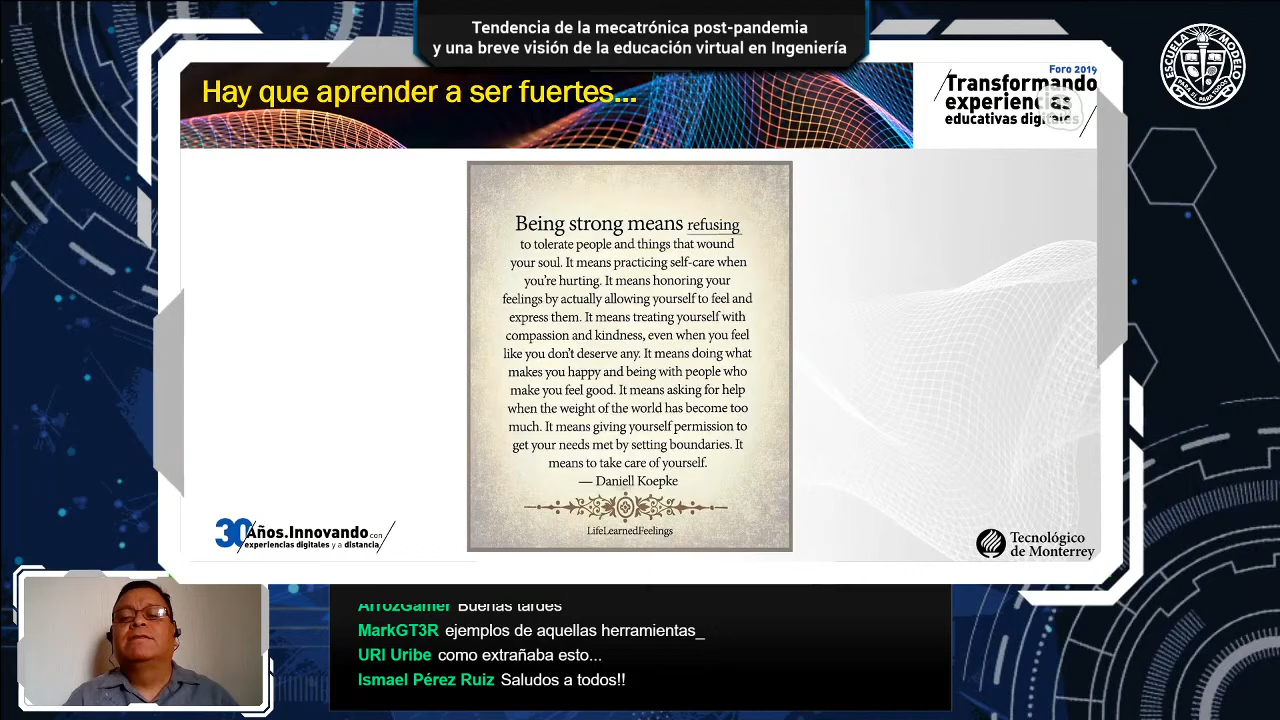 Tendencia de la mecatrónica post-pandemia
y una breve visión de la educación virtual en Ingeniería
ESCUELA MODELO
PARA SI, PARA TODOS
Hay que aprender a ser fuertes...
Foro 2019
Transformando
experiencias
educativas digitales
Being strong means refusing
to tolerate people and things that wound
your soul. It means practicing self-care when
you're hurting. It means honoring your
feelings by actually allowing yourself to feel and
express them. It means treating yourself with
compassion and kindness, even when you feel
like you don't deserve any. It means doing what
makes you happy and being with people who
make you feel good. It means asking for help
when the weight of the world has become too
much. It means giving yourself permission to
get your needs met by setting boundaries. It
means to take care of yourself.
— Daniell Koepke
LifeLearnedFeelings
30 Años.Innovando con
experiencias digitales y a distancia
Tecnológico
de Monterrey
Arroz Gamer Buenas tardes
MarkGT3R ejemplos de aquellas herramientas_
URI Uribe como extrañaba esto...
Ismael Pérez Ruiz Saludos a todos!!